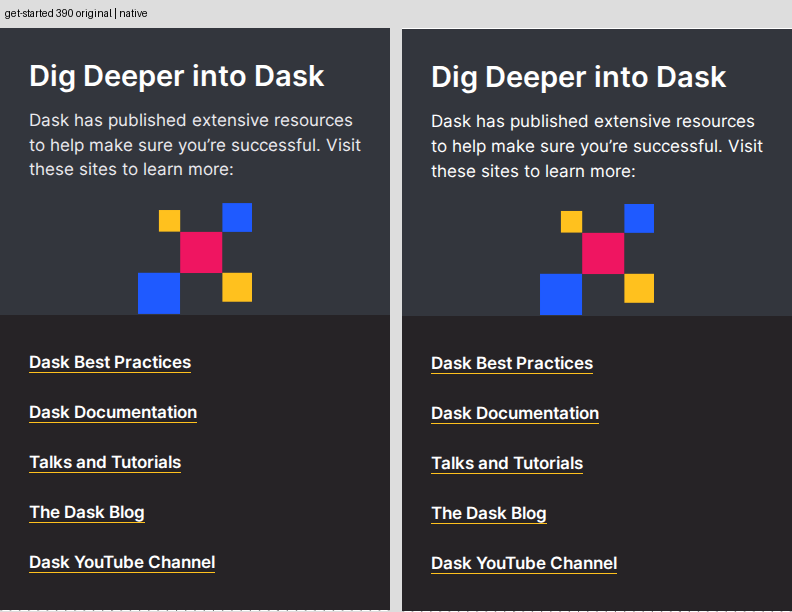 get-started 390 original | native
Dig Deeper into Dask
Dask has published extensive resources
to help make sure you’re successful. Visit
these sites to learn more:
Dask Best Practices
Dask Documentation
Talks and Tutorials
The Dask Blog
Dask YouTube Channel
Dig Deeper into Dask
Dask has published extensive resources
to help make sure you’re successful. Visit
these sites to learn more:
Dask Best Practices
Dask Documentation
Talks and Tutorials
The Dask Blog
Dask YouTube Channel